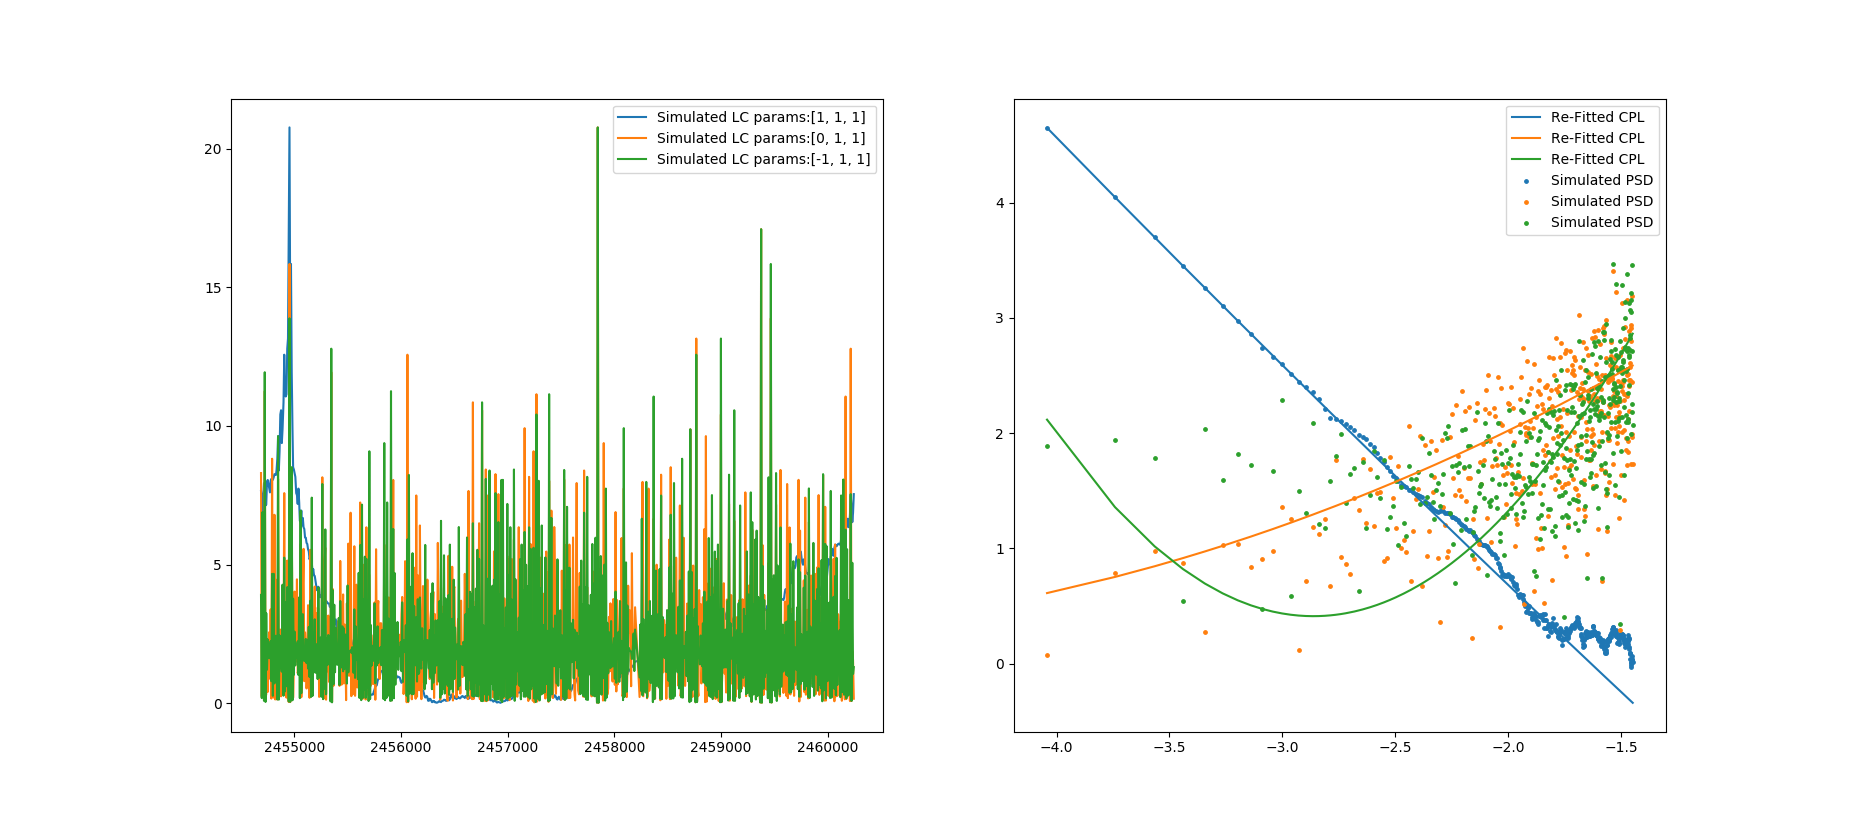 Simulated LC params:[1, 1, 1]
Simulated LC params:[0, 1, 1]
Simulated LC params:[-1, 1, 1]
20
15
10
5
0
2455000 2456000 2457000 2458000 2459000 2460000
Re-Fitted CPL
Re-Fitted CPL
Re-Fitted CPL
Simulated PSD
Simulated PSD
Simulated PSD
4
3
2
1
0
−4.0 −3.5 −3.0 −2.5 −2.0 −1.5